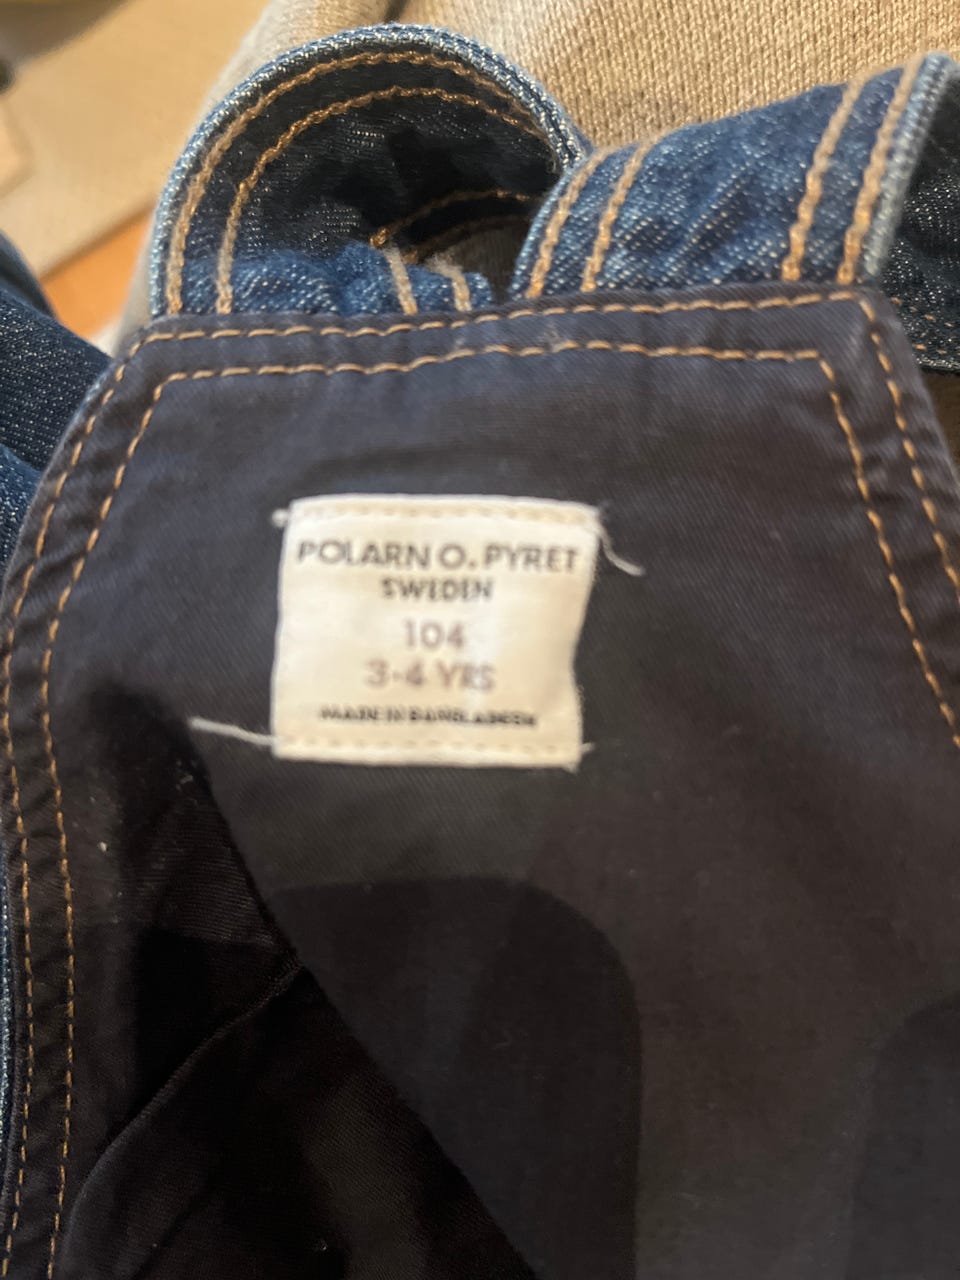 POLARN O. PYRET
SWEDEN
104
3-4 YRS
MADE IN BANGLADESH